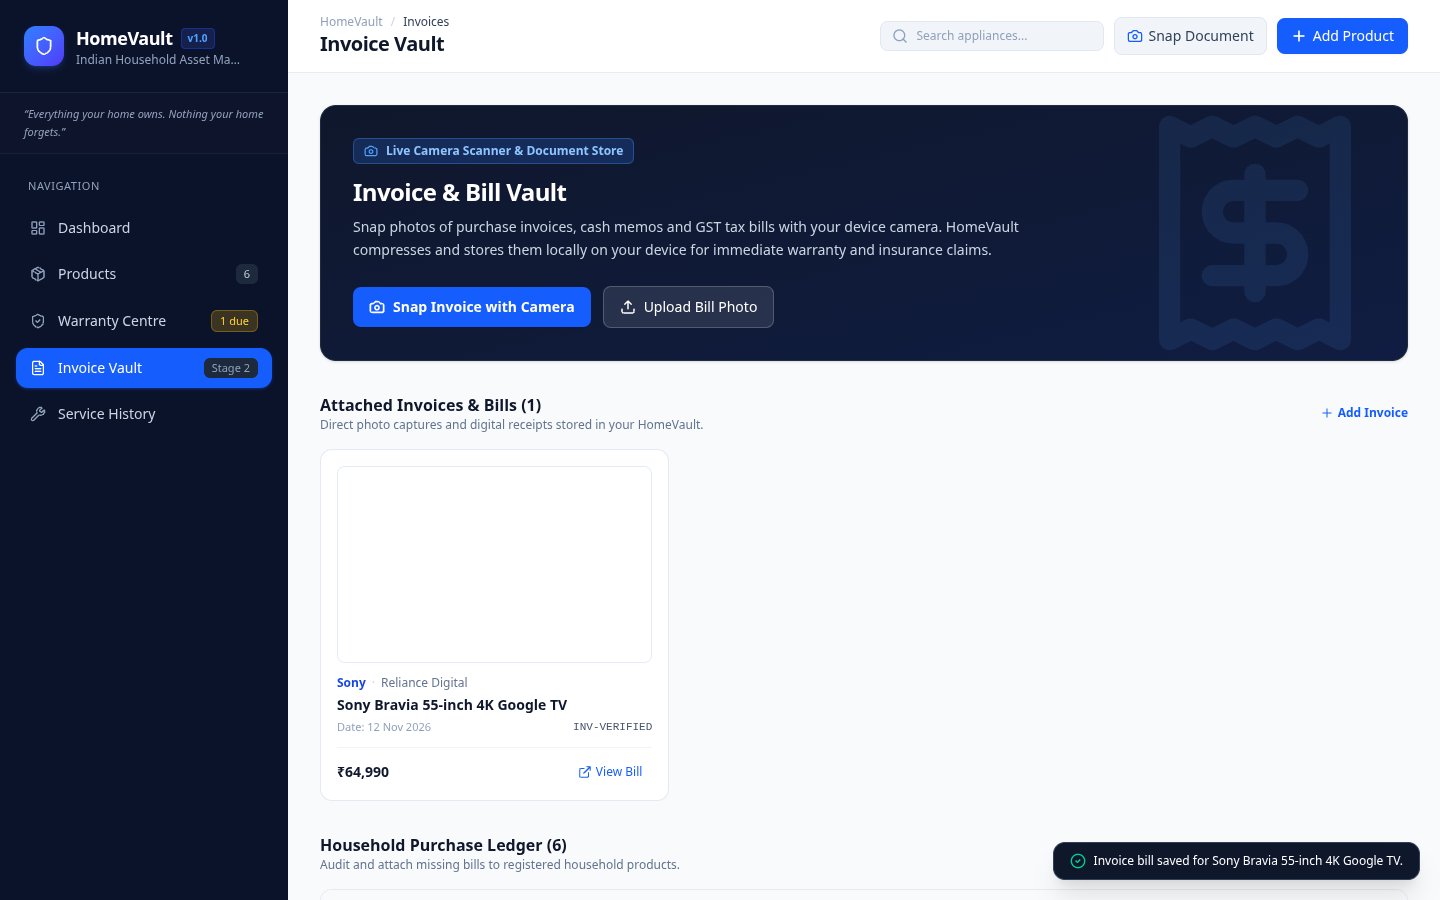 HomeVault v1.0
Indian Household Asset Ma...
"Everything your home owns. Nothing your home
forgets."
NAVIGATION
Dashboard
Products 6
Warranty Centre 1 due
Invoice Vault Stage 2
Service History
HomeVault / Invoices
Invoice Vault
Search appliances...
Snap Document
Add Product
Live Camera Scanner & Document Store
Invoice & Bill Vault
Snap photos of purchase invoices, cash memos and GST tax bills with your device camera. HomeVault
compresses and stores them locally on your device for immediate warranty and insurance claims.
Snap Invoice with Camera
Upload Bill Photo
Attached Invoices & Bills (1)
Direct photo captures and digital receipts stored in your HomeVault.
Add Invoice
Sony · Reliance Digital
Sony Bravia 55-inch 4K Google TV
Date: 12 Nov 2026 INV-VERIFIED
₹64,990 View Bill
Household Purchase Ledger (6)
Audit and attach missing bills to registered household products.
Invoice bill saved for Sony Bravia 55-inch 4K Google TV.